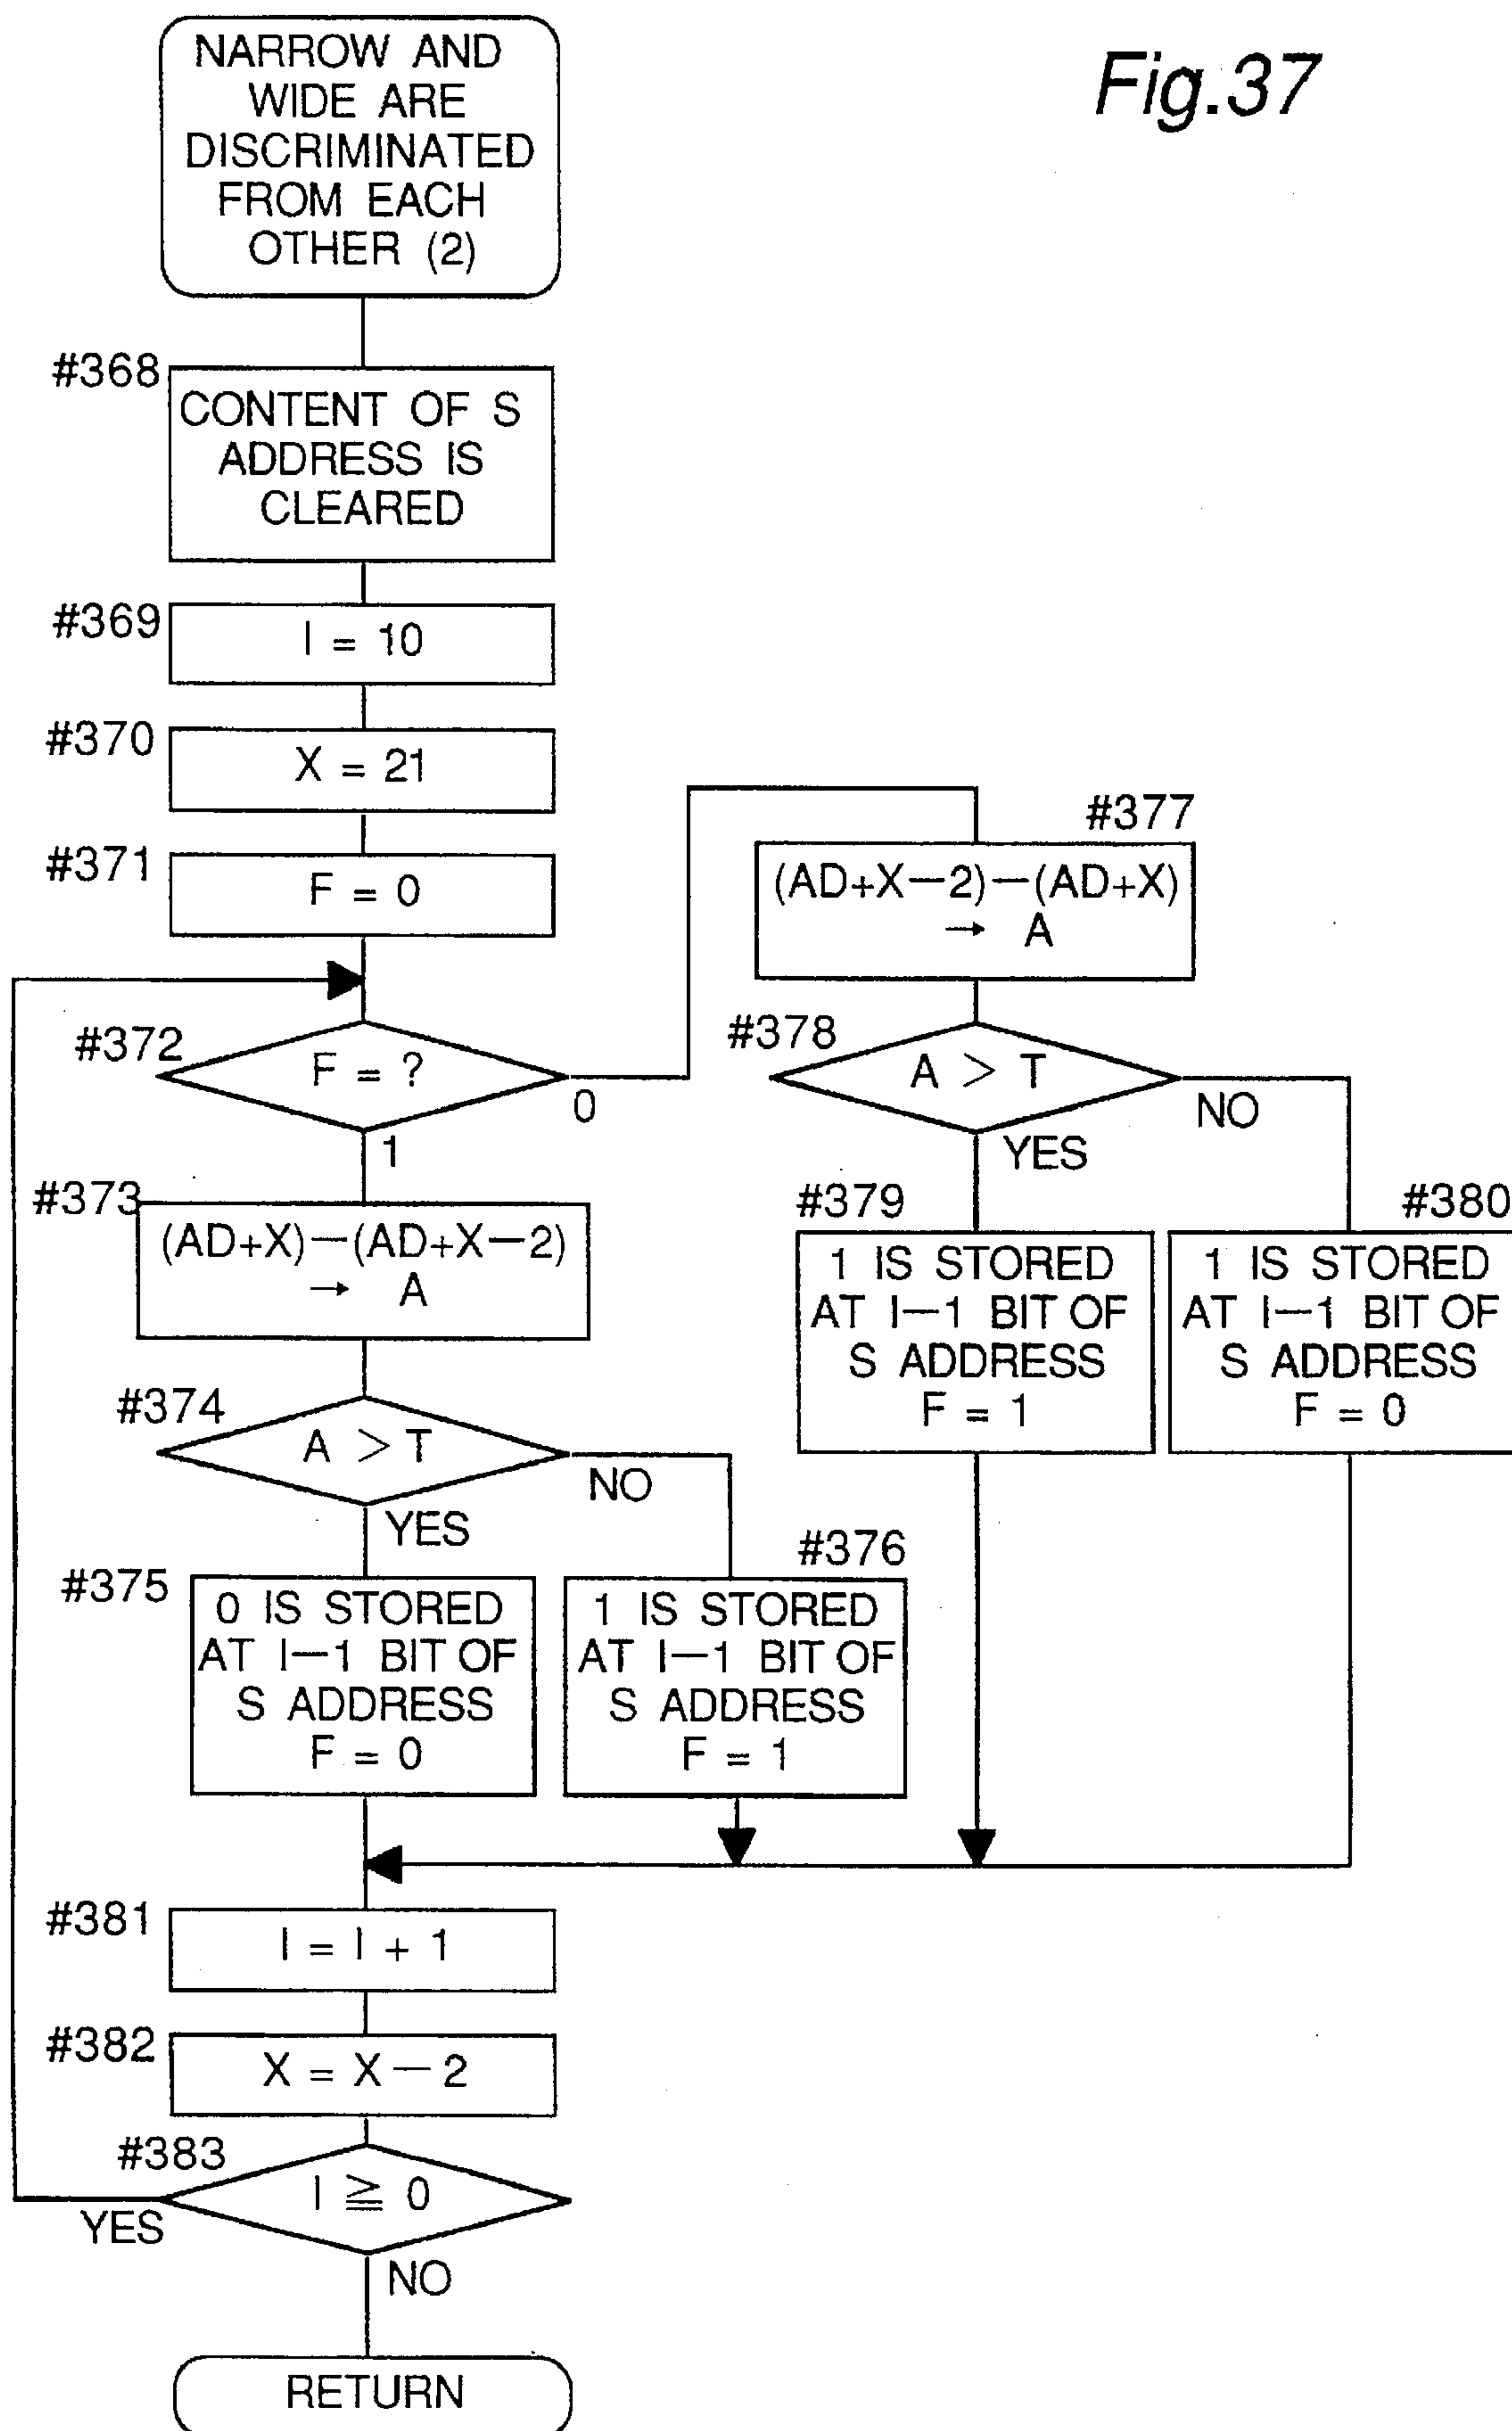 Fig.37
NARROW AND
WIDE ARE
DISCRIMINATED
FROM EACH
OTHER (2)
#368
CONTENT OF S
ADDRESS IS
CLEARED
#369
I = 10
#370
X = 21
#371
F = 0
#372
F = ?
0
1
#373
(AD+X)−(AD+X−2)
→ A
#374
A > T
NO
YES
#375
0 IS STORED
AT I−1 BIT OF
S ADDRESS
F = 0
#376
1 IS STORED
AT I−1 BIT OF
S ADDRESS
F = 1
#377
(AD+X−2)−(AD+X)
→ A
#378
A > T
NO
YES
#379
1 IS STORED
AT I−1 BIT OF
S ADDRESS
F = 1
#380
1 IS STORED
AT I−1 BIT OF
S ADDRESS
F = 0
#381
I = I + 1
#382
X = X − 2
#383
I ≧ 0
YES
NO
RETURN